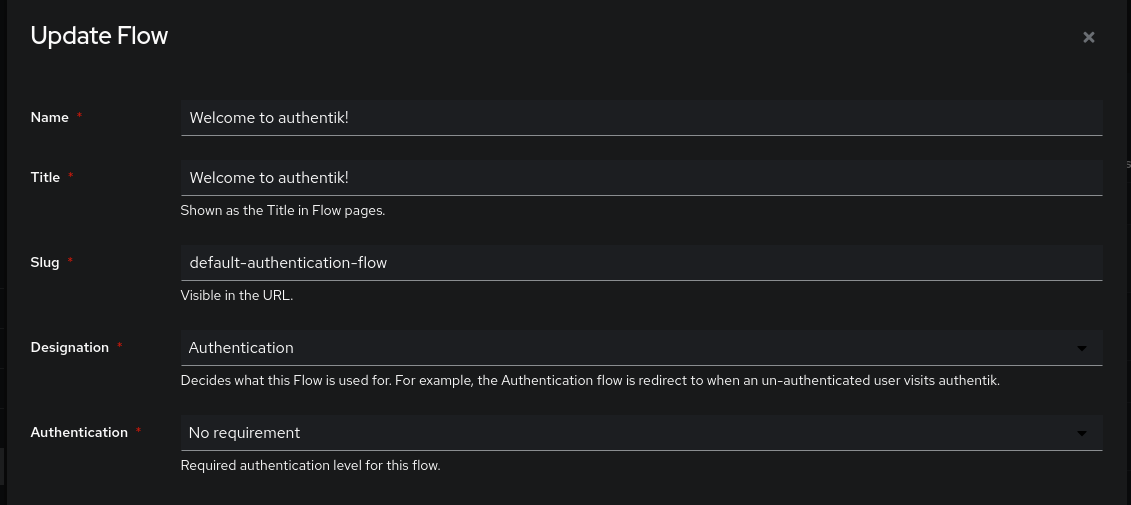 Update Flow
Name *
Welcome to authentik!
Title *
Welcome to authentik!
Shown as the Title in Flow pages.
Slug *
default-authentication-flow
Visible in the URL.
Designation *
Authentication
Decides what this Flow is used for. For example, the Authentication flow is redirect to when an un-authenticated user visits authentik.
Authentication *
No requirement
Required authentication level for this flow.